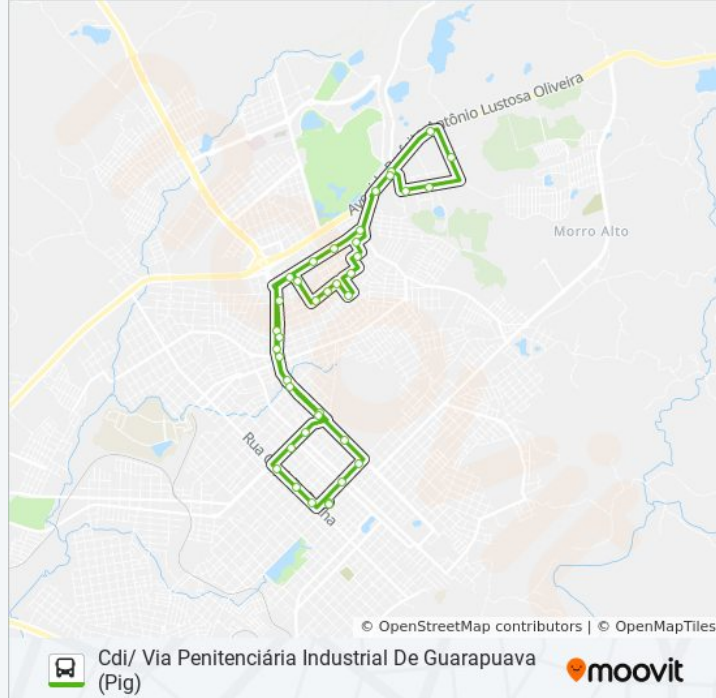 Antônio Lustosa Oliveira
Morro Alto
Rua
© OpenStreetMap contributors | © OpenMapTiles
Cdi/ Via Penitenciária Industrial De Guarapuava
(Pig)
moovit